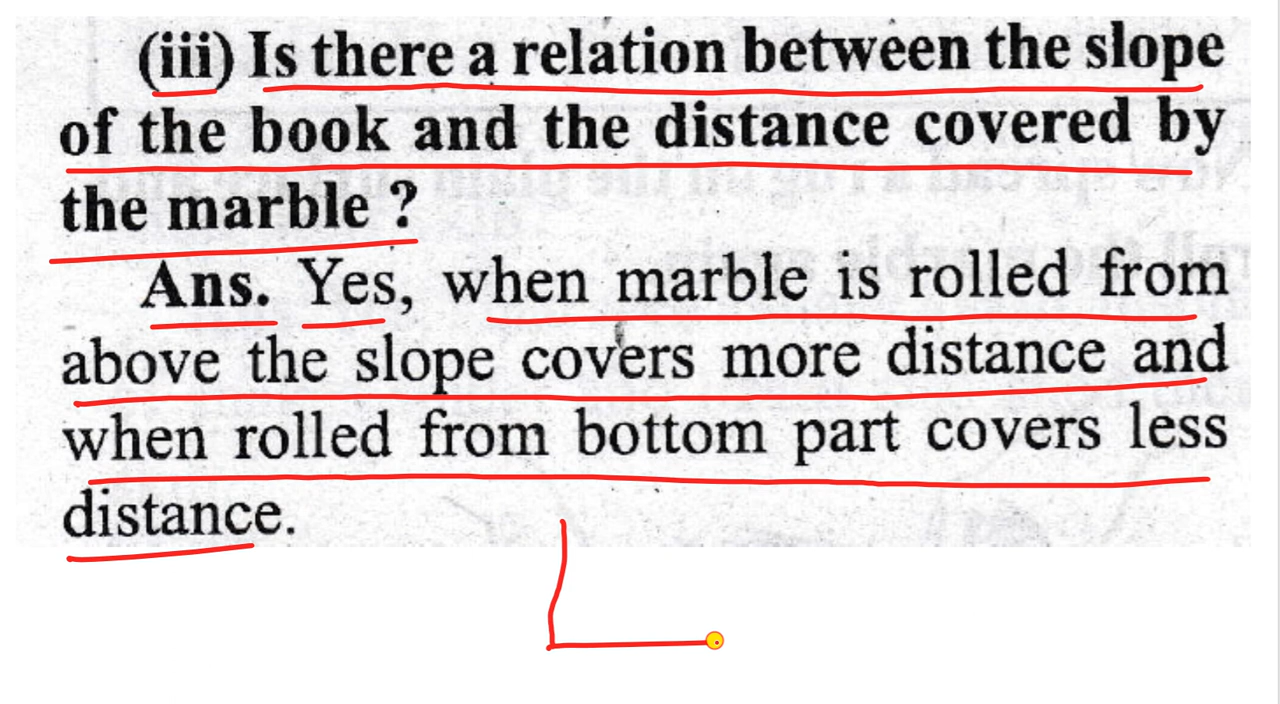 (iii) Is there a relation between the slope
of the book and the distance covered by
the marble ?
Ans. Yes, when marble is rolled from
above the slope covers more distance and
when rolled from bottom part covers less
distance.